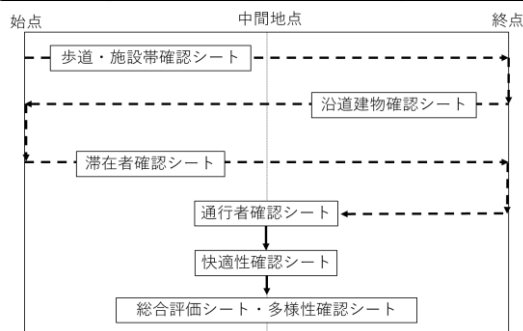 始点
中間地点
終点
歩道・施設帯確認シート
沿道建物確認シート
滞在者確認シート
通行者確認シート
快適性確認シート
総合評価シート・多様性確認シート